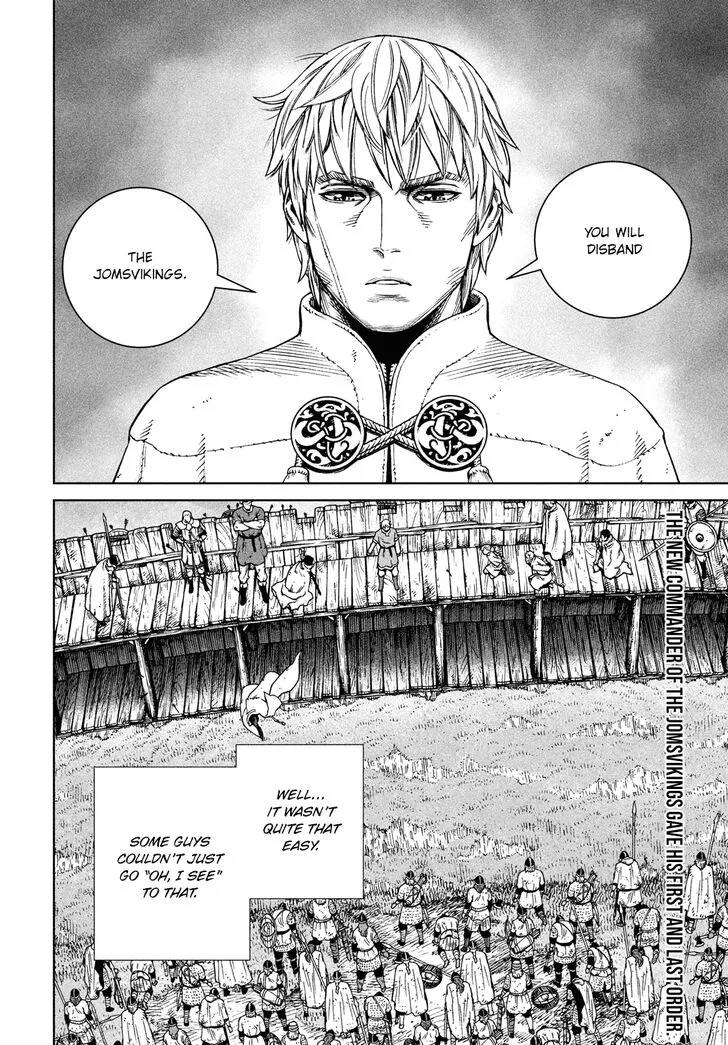 YOU WILL
DISBAND
THE
JOMSVIKINGS.
THE NEW COMMANDER OF THE JOMSVIKINGS GAVE HIS FIRST AND LAST ORDER.
WELL...
IT WASN'T
QUITE THAT
EASY.
SOME GUYS
COULDN'T JUST
GO "OH, I SEE"
TO THAT.